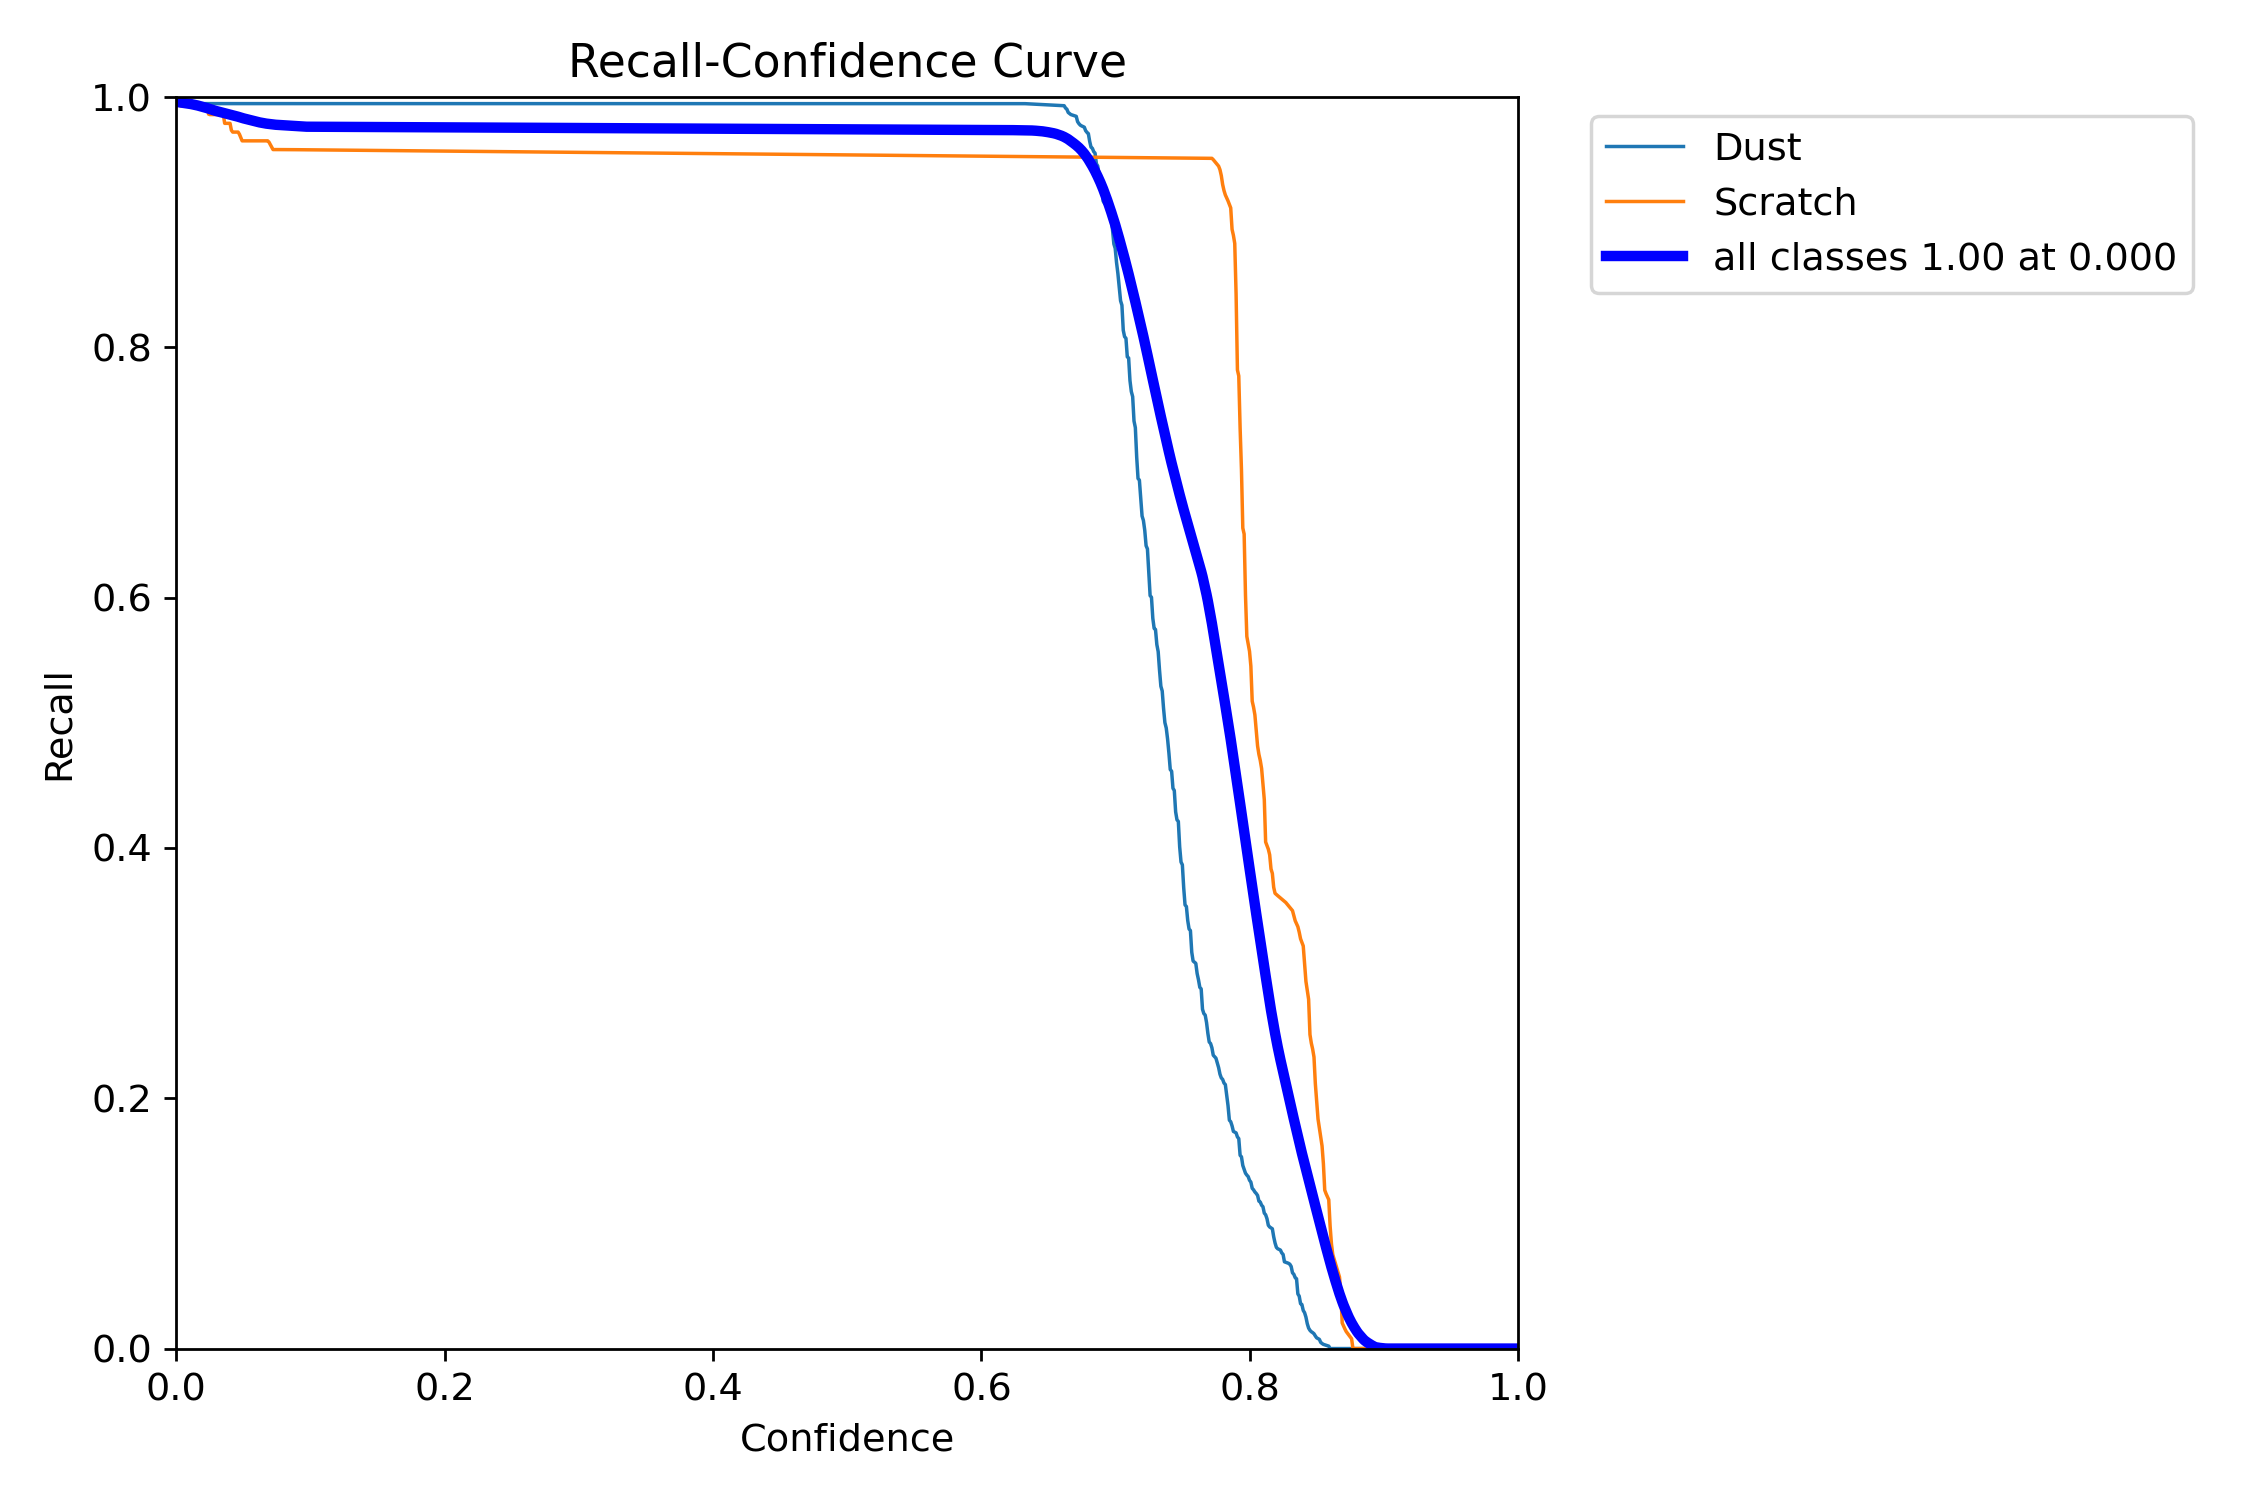 Recall-Confidence Curve
Dust
Scratch
all classes 1.00 at 0.000
Recall
1.0
0.8
0.6
0.4
0.2
0.0
0.0 0.2 0.4 0.6 0.8 1.0
Confidence